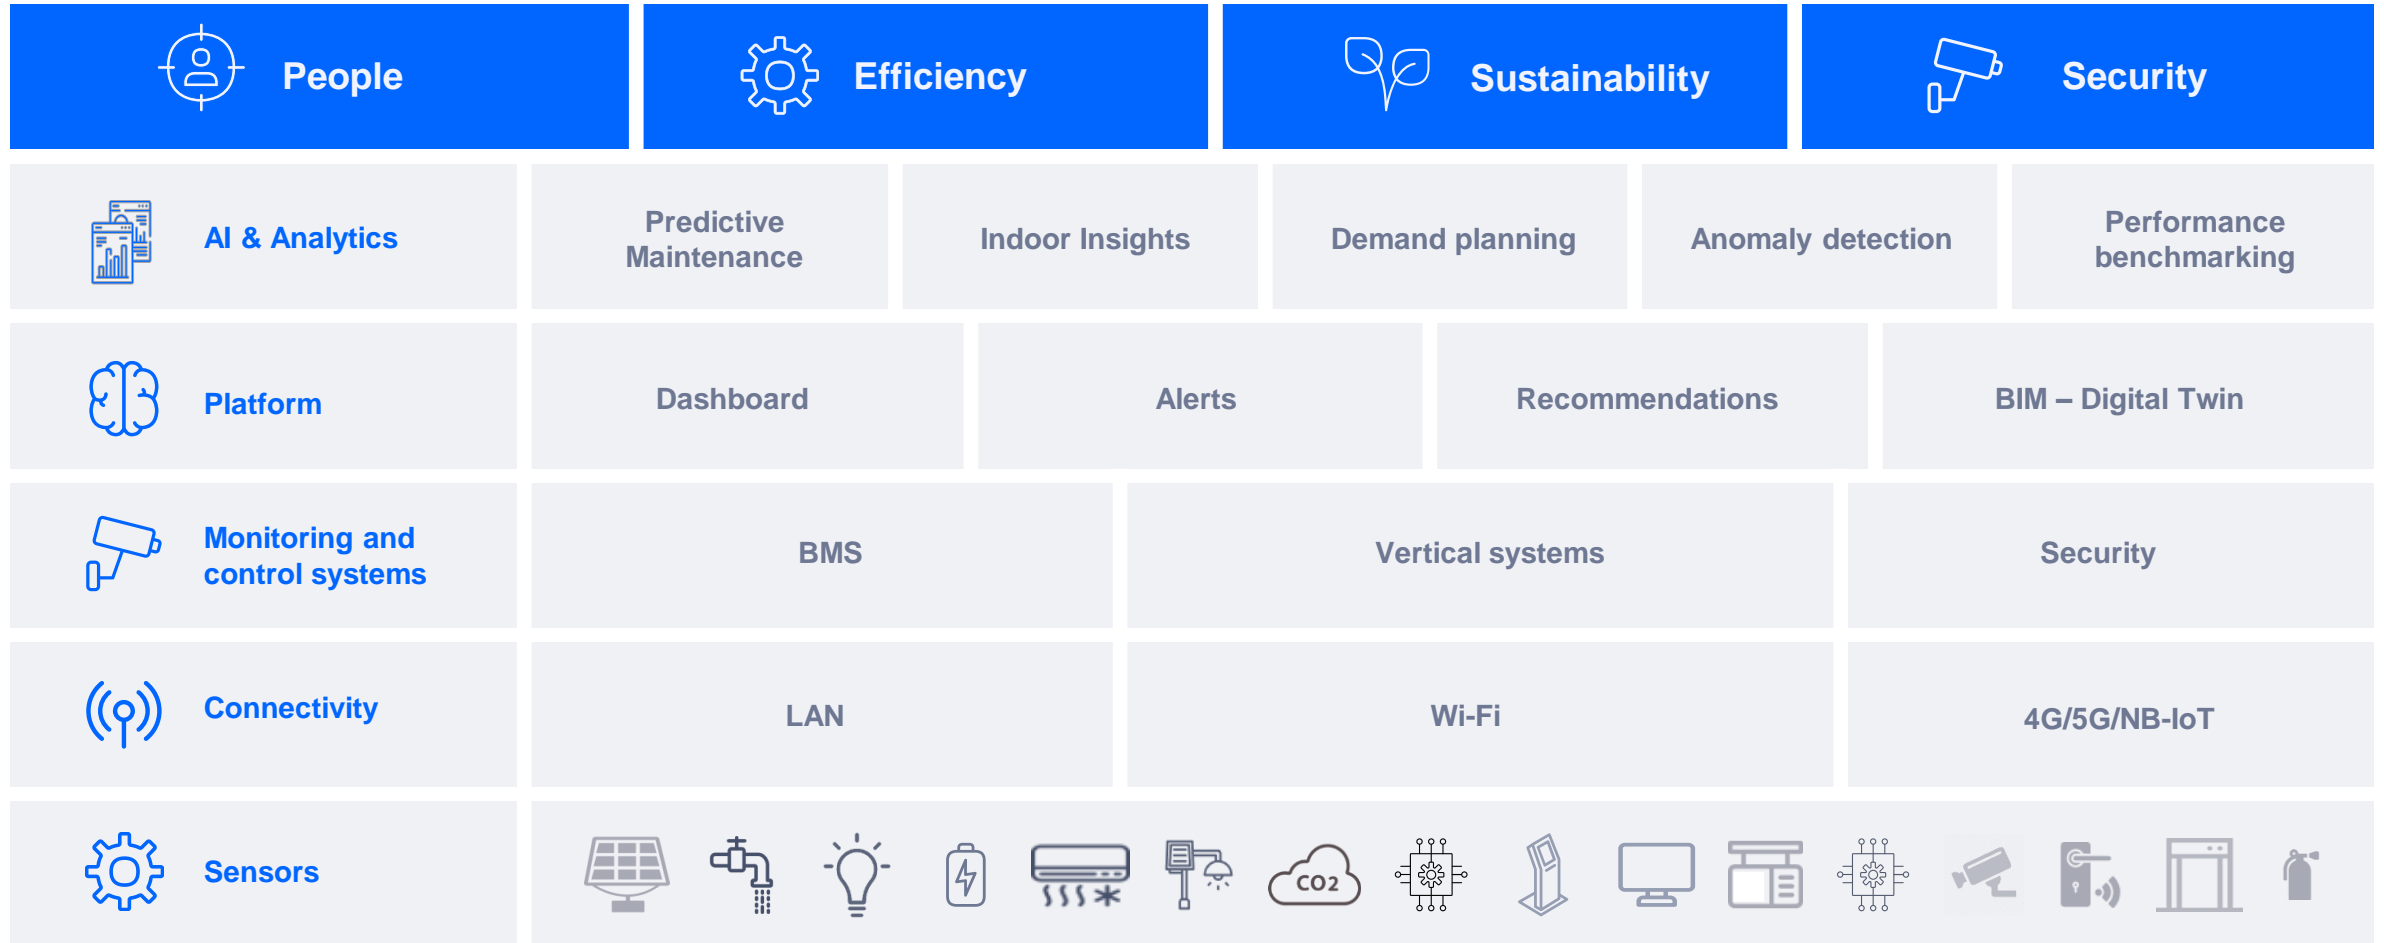 People
Efficiency
Sustainability
Security
AI & Analytics
Predictive
Maintenance
Indoor Insights
Demand planning
Anomaly detection
Performance
benchmarking
Platform
Dashboard
Alerts
Recommendations
BIM – Digital Twin
Monitoring and
control systems
BMS
Vertical systems
Security
Connectivity
LAN
Wi-Fi
4G/5G/NB-IoT
Sensors
CO2